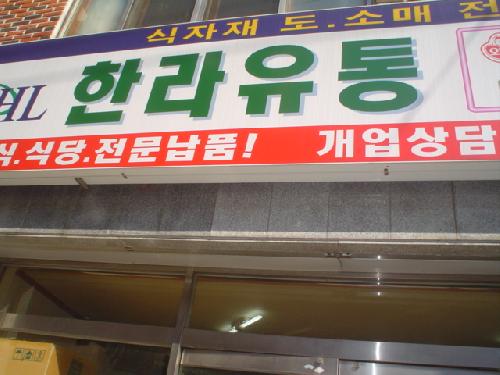 식자재 도.소매 전
HL 한라유통
식.식당.전문납품! 개업상담